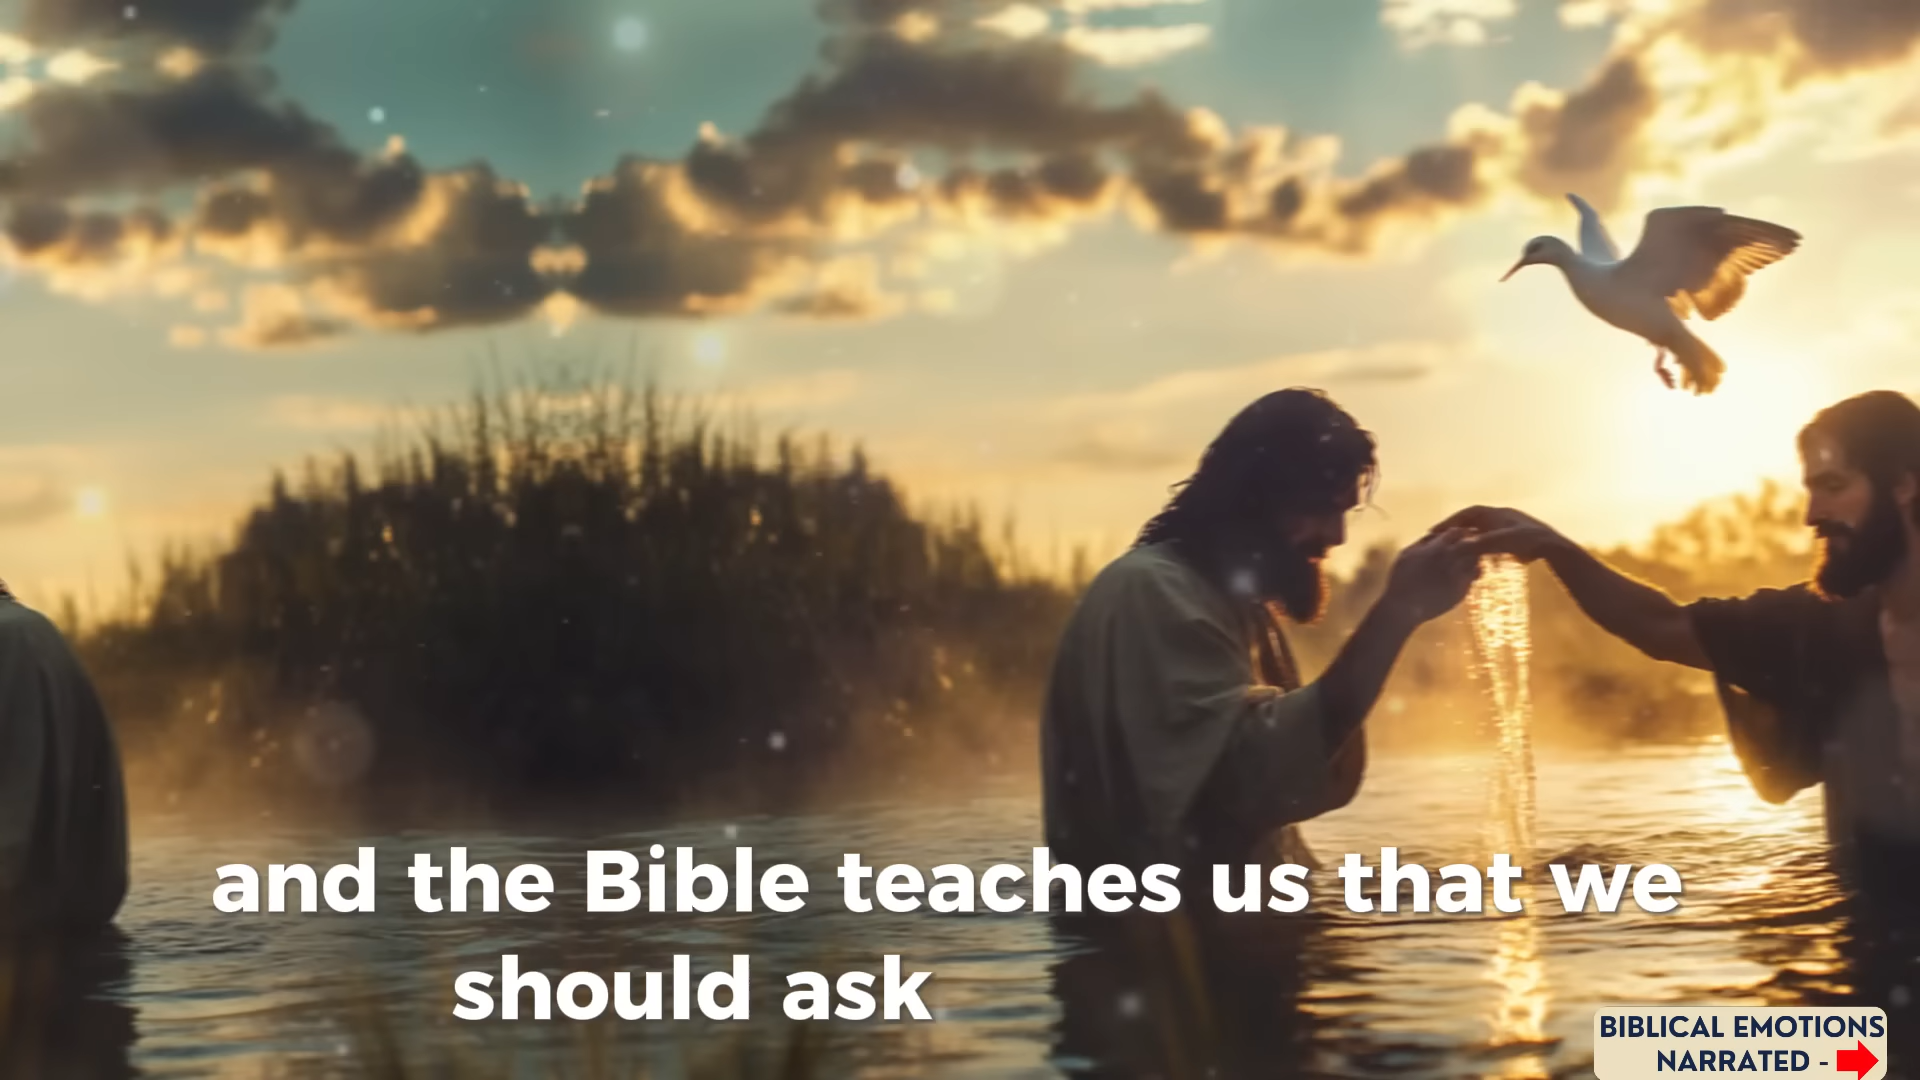 and the Bible teaches us that we
should ask
BIBLICAL EMOTIONS
NARRATED -